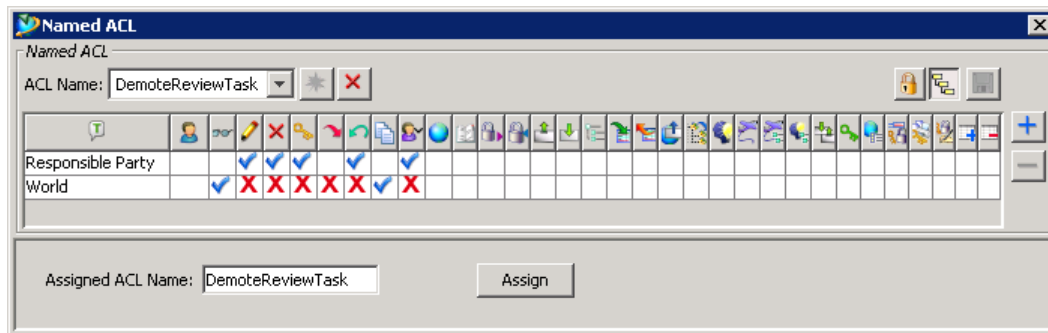 Named ACL
Named ACL
ACL Name: DemoteReviewTask
T
Responsible Party
World
Assigned ACL Name: DemoteReviewTask Assign